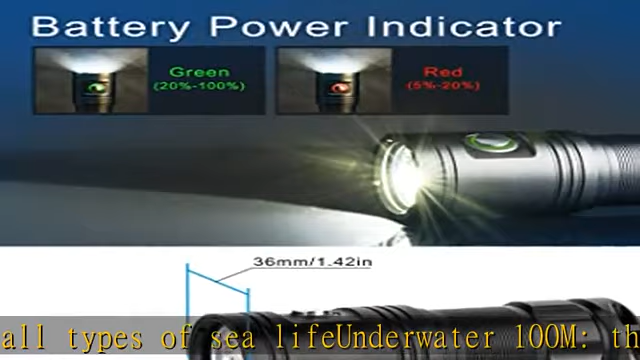 Battery Power Indicator
Green
(20%-100%)
Red
(5%-20%)
36mm/1.42in
all types of sea lifeUnderwater 100M: th